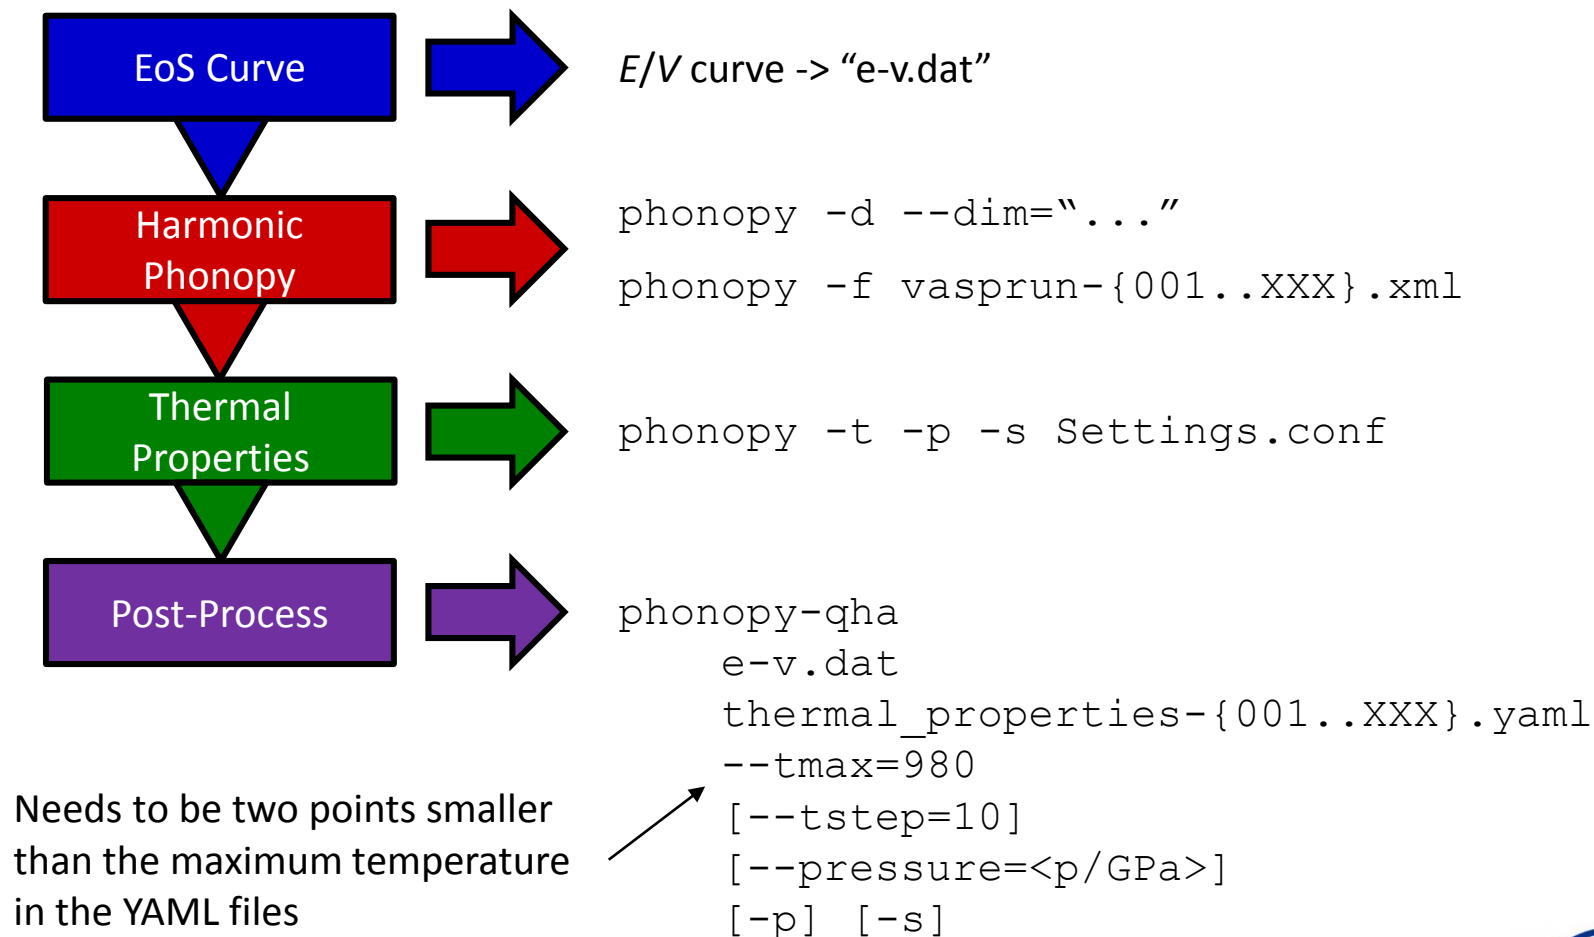 EoS Curve
E/V curve -> “e-v.dat”
Harmonic
Phonopy
phonopy -d --dim=“...”
phonopy -f vasprun-{001..XXX}.xml
Thermal
Properties
phonopy -t -p -s Settings.conf
Post-Process
phonopy-qha
e-v.dat
thermal_properties-{001..XXX}.yaml
--tmax=980
[--tstep=10]
[--pressure=<p/GPa>]
[-p] [-s]
Needs to be two points smaller
than the maximum temperature
in the YAML files